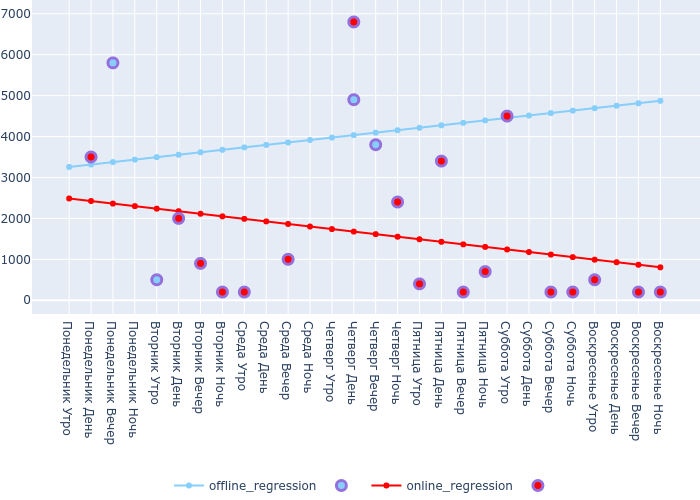 7000
6000
5000
4000
3000
2000
1000
0
Понедельник Утро
Понедельник День
Понедельник Вечер
Понедельник Ночь
Вторник Утро
Вторник День
Вторник Вечер
Вторник Ночь
Среда Утро
Среда День
Среда Вечер
Среда Ночь
Четверг Утро
Четверг День
Четверг Вечер
Четверг Ночь
Пятница Утро
Пятница День
Пятница Вечер
Пятница Ночь
Суббота Утро
Суббота День
Суббота Вечер
Суббота Ночь
Воскресенье Утро
Воскресенье День
Воскресенье Вечер
Воскресенье Ночь
offline_regression online_regression